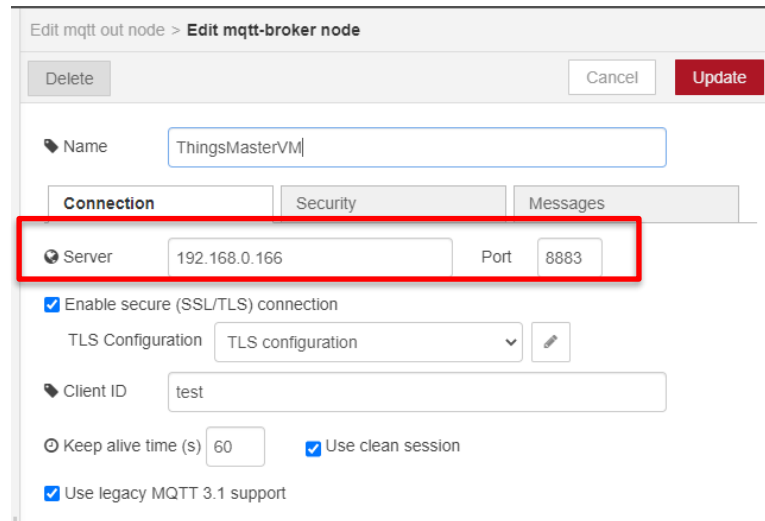 Edit mqtt out node > Edit mqtt-broker node
Delete Cancel Update
Name ThingsMasterVM
Connection Security Messages
Server 192.168.0.166 Port 8883
Enable secure (SSL/TLS) connection
TLS Configuration TLS configuration
Client ID test
Keep alive time (s) 60 Use clean session
Use legacy MQTT 3.1 support